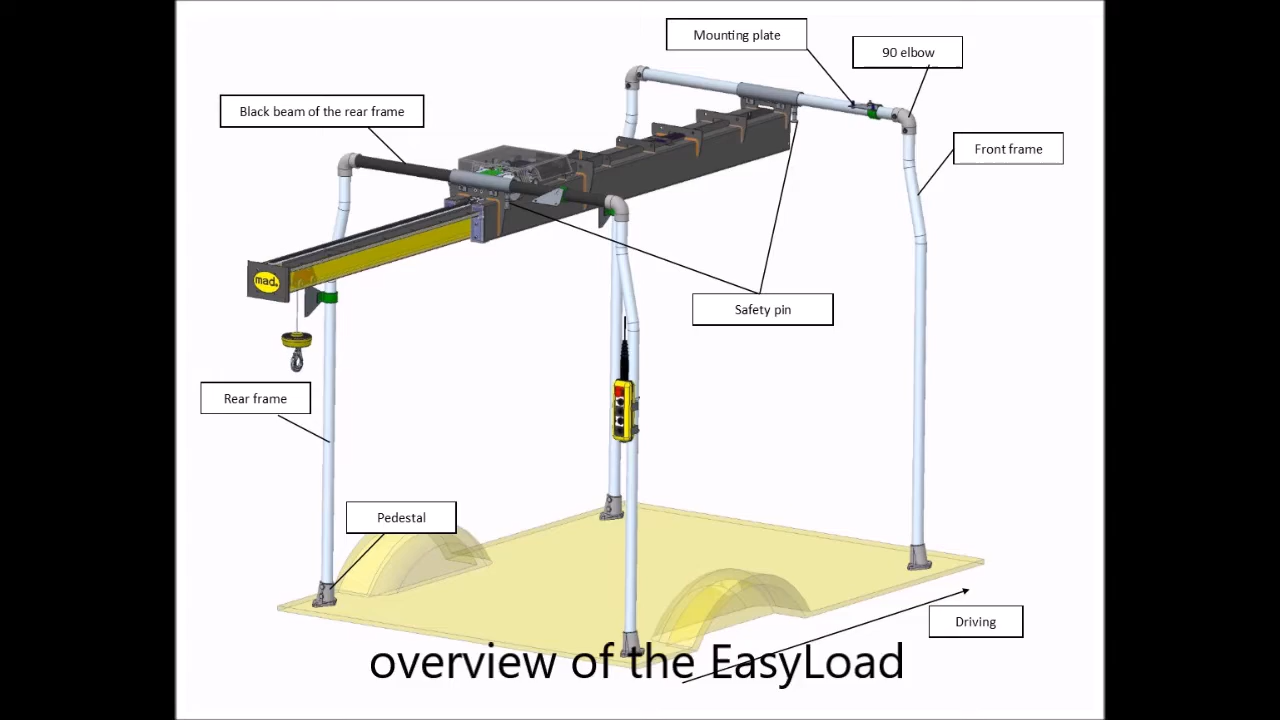 Mounting plate
90 elbow
Black beam of the rear frame
Front frame
mad.
Safety pin
Rear frame
Pedestal
Driving
overview of the EasyLoad